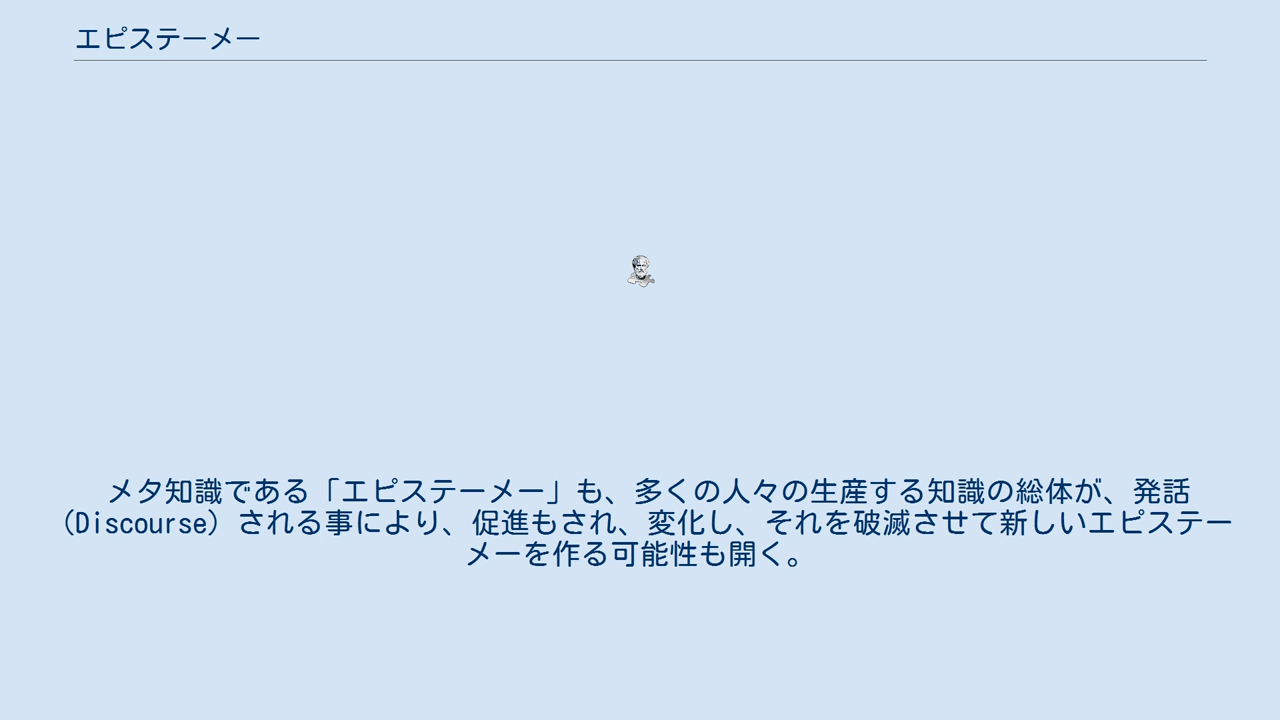 エピステーメー
メタ知識である「エピステーメー」も、多くの人々の生産する知識の総体が、発話
(Discourse) される事により、促進もされ、変化し、それを破滅させて新しいエピステー
メーを作る可能性も開く。